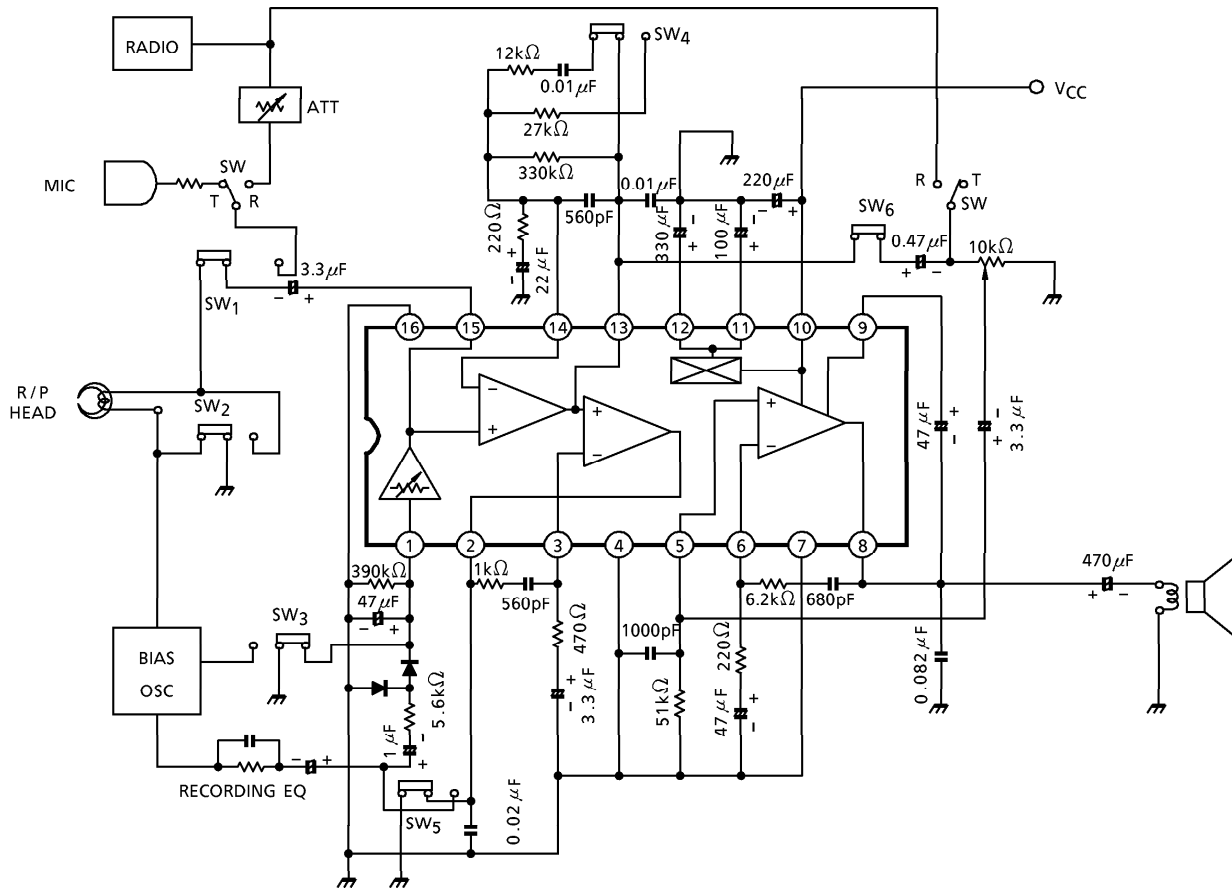 RADIO
ATT
MIC
SW
T
R
SW1
3.3μF
−
+
R/P
HEAD
SW2
12kΩ
0.01μF
SW4
27kΩ
330kΩ
220Ω
+
−
22μF
560pF
0.01μF
330μF
−
+
100μF
−
+
220μF
−
+
VCC
R
T
SW
SW6
0.47μF
+
−
10kΩ
16
15
14
13
12
11
10
9
−
+
+
−
+
−
47μF
+
−
−
+
3.3μF
1
2
3
4
5
6
7
8
390kΩ
47μF
−
+
1kΩ
560pF
470Ω
+
−
3.3μF
1000pF
51kΩ
6.2kΩ
680pF
220Ω
47μF
+
−
470μF
+
−
0.082μF
SW3
BIAS
OSC
5.6kΩ
1μF
−
+
−
+
RECORDING EQ
SW5
0.02μF